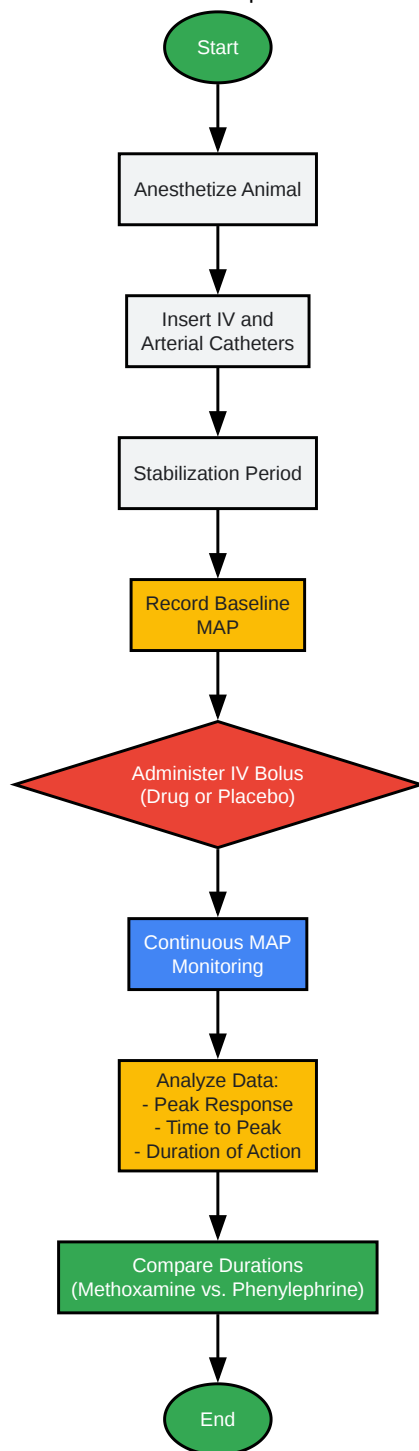 Start
Anesthetize Animal
Insert IV and
Arterial Catheters
Stabilization Period
Record Baseline
MAP
Administer IV Bolus
(Drug or Placebo)
Continuous MAP
Monitoring
Analyze Data:
- Peak Response
- Time to Peak
- Duration of Action
Compare Durations
(Methoxamine vs. Phenylephrine)
End